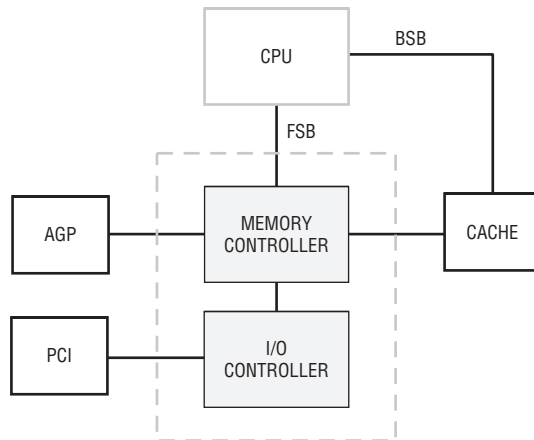 CPU
BSB
FSB
AGP
MEMORY
CONTROLLER
CACHE
PCI
I/O
CONTROLLER